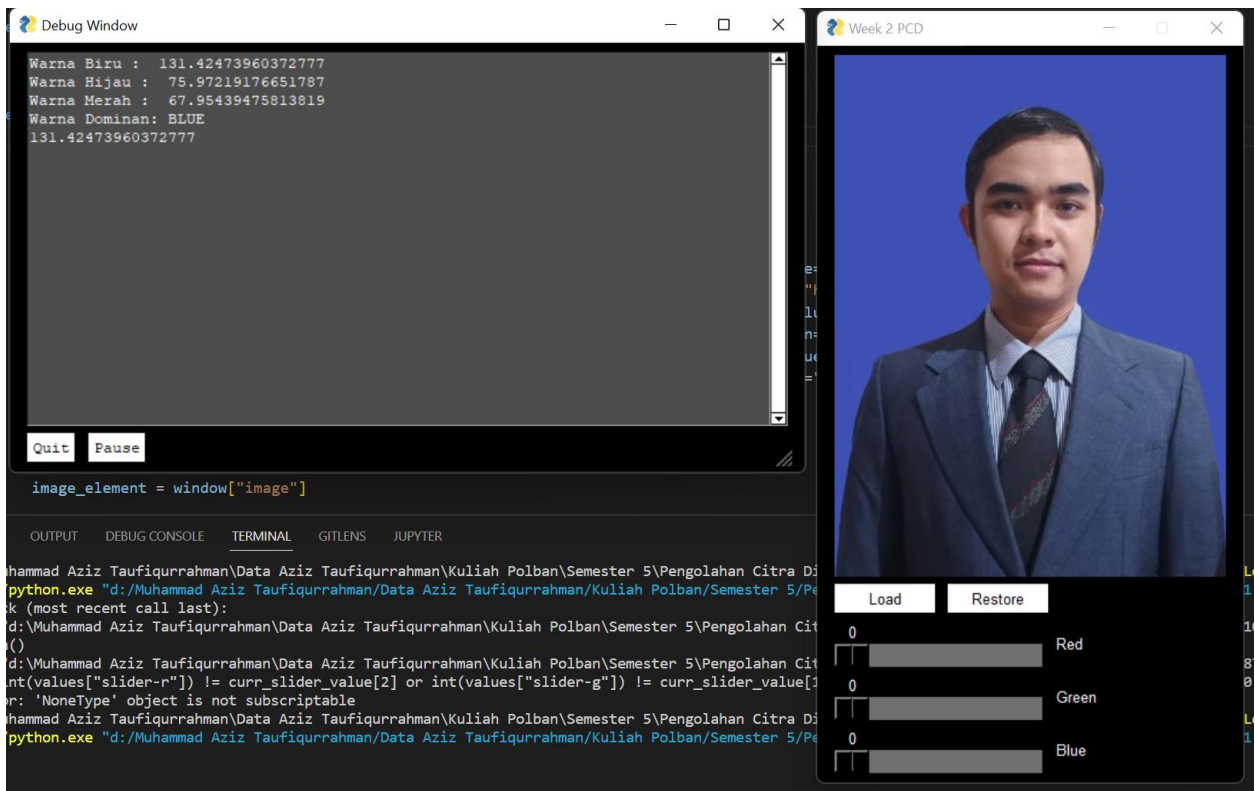 Debug Window
Warna Biru :  131.42473960372777
Warna Hijau :  75.97219176651787
Warna Merah :  67.95439475813819
Warna Dominan: BLUE
131.42473960372777
Quit Pause
image_element = window["image"]
OUTPUT DEBUG CONSOLE TERMINAL GITLENS JUPYTER
hammad Aziz Taufiqurrahman\Data Aziz Taufiqurrahman\Kuliah Polban\Semester 5\Pengolahan Citra Di
/python.exe "d:/Muhammad Aziz Taufiqurrahman/Data Aziz Taufiqurrahman/Kuliah Polban/Semester 5/Pe
k (most recent call last):
d:\Muhammad Aziz Taufiqurrahman\Data Aziz Taufiqurrahman\Kuliah Polban\Semester 5\Pengolahan Cit
()
d:\Muhammad Aziz Taufiqurrahman\Data Aziz Taufiqurrahman\Kuliah Polban\Semester 5\Pengolahan Cit
int(values["slider-r"]) != curr_slider_value[2] or int(values["slider-g"]) != curr_slider_value[1
or: 'NoneType' object is not subscriptable
hammad Aziz Taufiqurrahman\Data Aziz Taufiqurrahman\Kuliah Polban\Semester 5\Pengolahan Citra Di
/python.exe "d:/Muhammad Aziz Taufiqurrahman/Data Aziz Taufiqurrahman/Kuliah Polban/Semester 5/Pe
Week 2 PCD
Load Restore
0
Red
0
Green
0
Blue